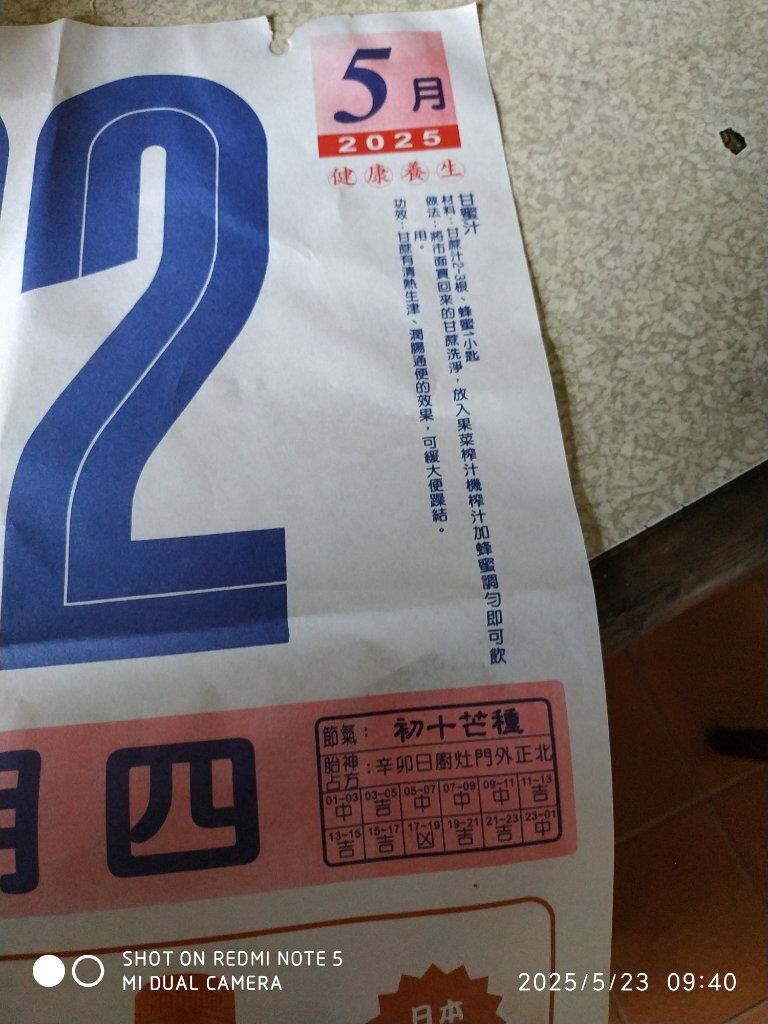 2
5月
2025
健康養生
甘蜜汁
材料：甘蔗汁2~3根、蜂蜜1小匙
做法：將市面買回來的甘蔗洗淨，放入果菜榨汁機榨汁加蜂蜜調勻即可飲
用。
功效：甘蔗有清熱生津、潤腸通便的效果，可緩大便躁結。
四
節氣：初十芒種
胎神占方：辛卯日廚灶門外正北
01-03 03-05 05-07 07-09 09-11 11-13
中 吉 中 中 中 吉
13-15 15-17 17-19 19-21 21-23 23-01
吉 吉 凶 吉 吉 中
日本
SHOT ON REDMI NOTE 5
MI DUAL CAMERA
2025/5/23 09:40